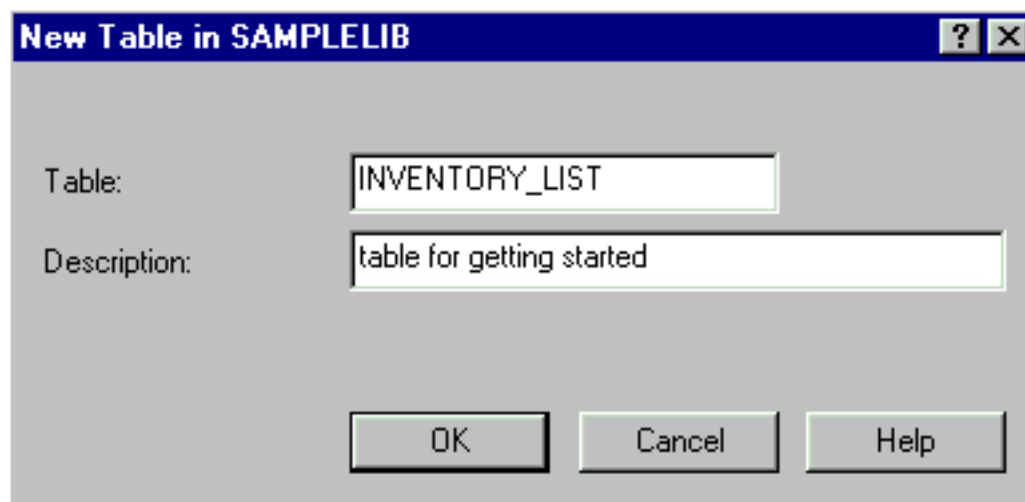 New Table in SAMPLELIB
Table: INVENTORY_LIST
Description: table for getting started
OK Cancel Help